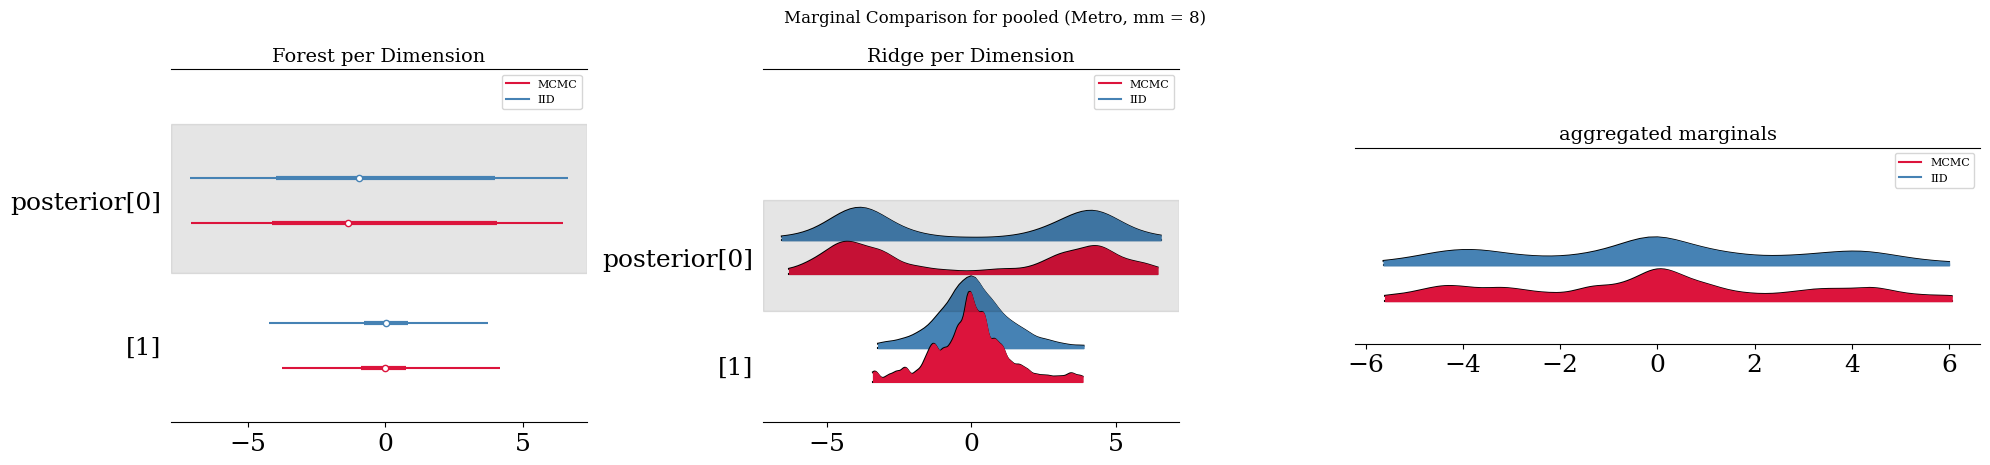 Marginal Comparison for pooled (Metro, mm = 8)
Forest per Dimension
MCMC
IID
posterior[0]
[1]
−5 0 5
Ridge per Dimension
MCMC
IID
posterior[0]
[1]
−5 0 5
aggregated marginals
MCMC
IID
−6 −4 −2 0 2 4 6